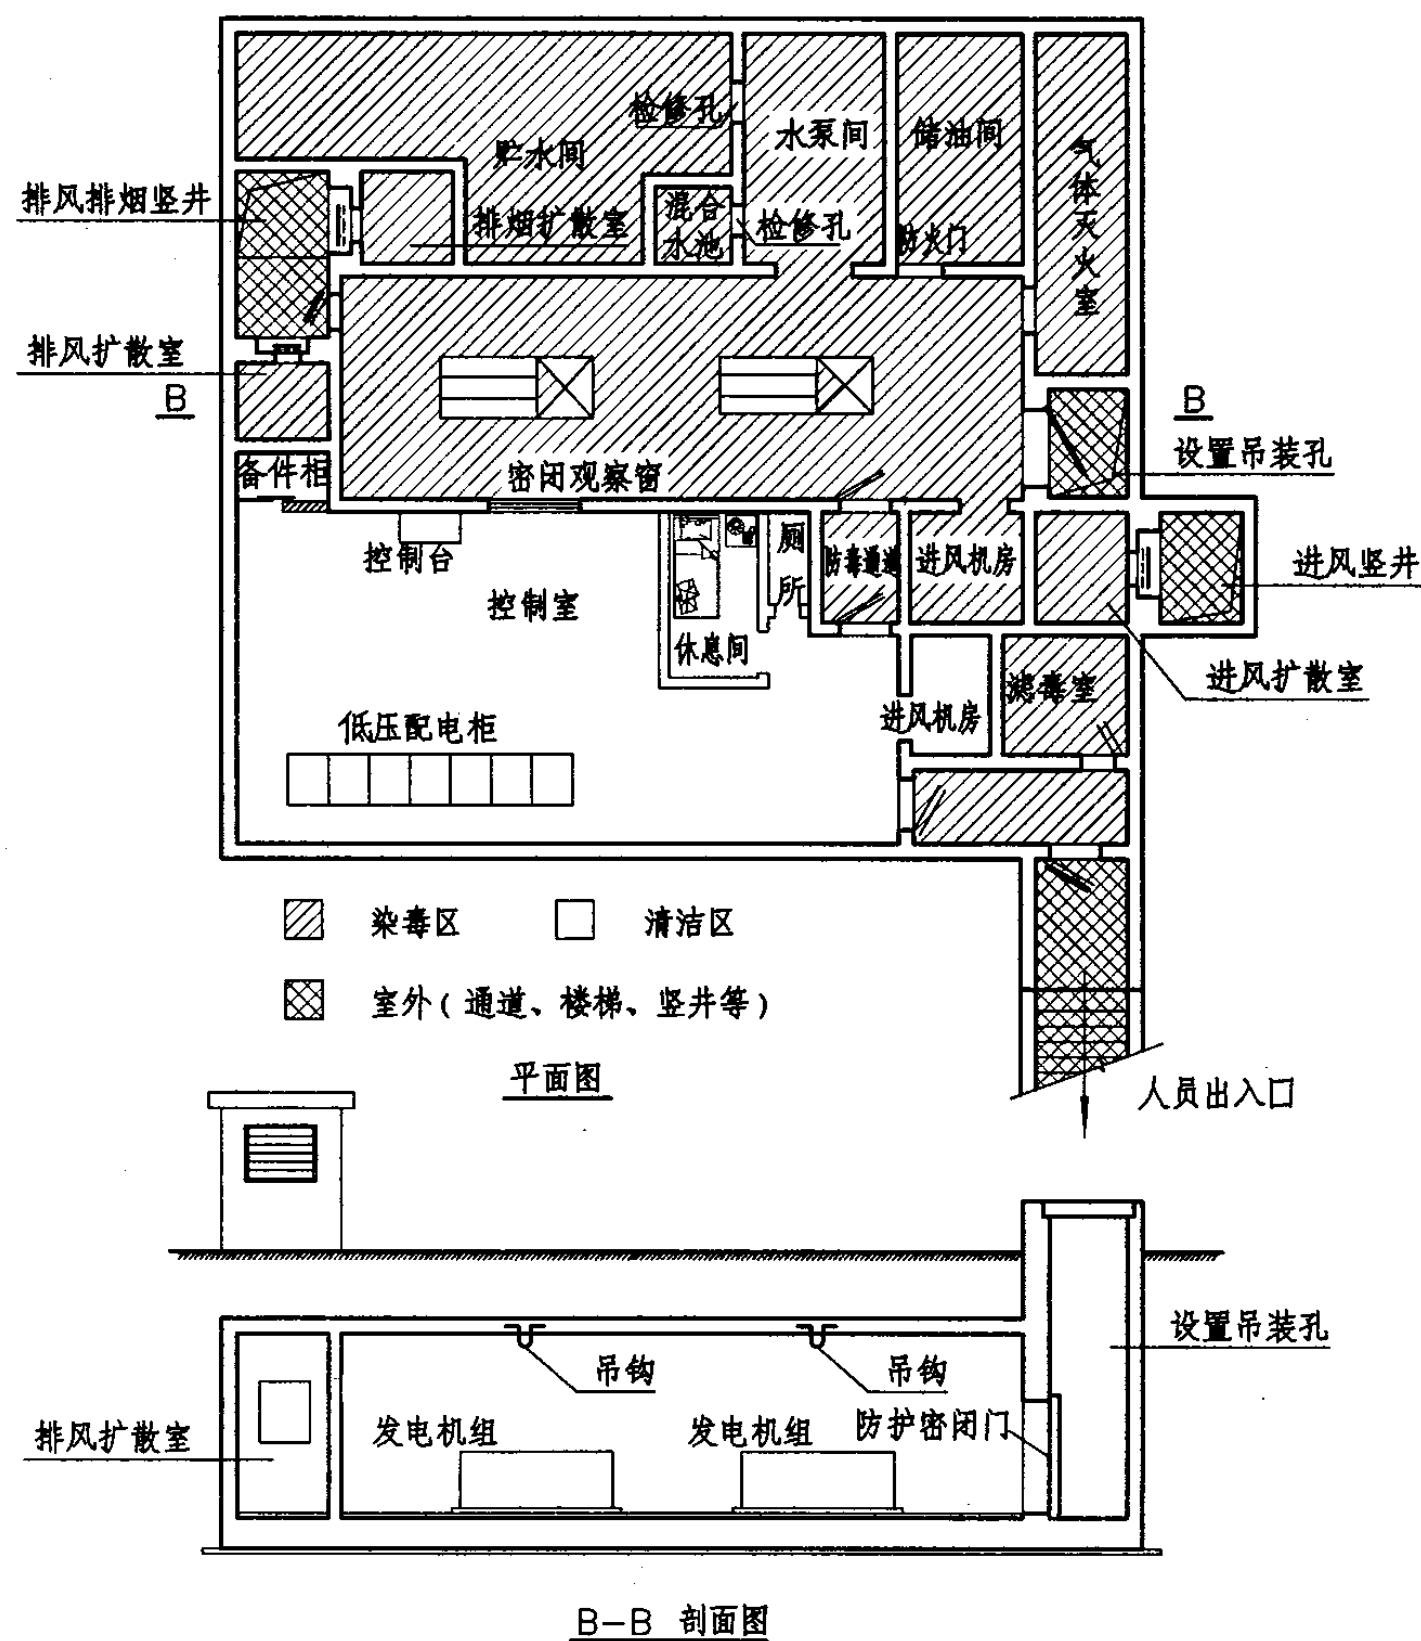 检修孔
水泵间
储油间
气体灭火室
贮水间
排风排烟竖井
排烟扩散室
混合水池
检修孔
防火门
排风扩散室
B
B
备件柜
密闭观察窗
设置吊装孔
控制台
厕所
防毒通道
进风机房
进风竖井
控制室
休息间
进风扩散室
滤毒室
进风机房
低压配电柜
染毒区
清洁区
室外(通道、楼梯、竖井等)
平面图
人员出入口
设置吊装孔
吊钩
吊钩
排风扩散室
发电机组
发电机组
防护密闭门
B-B 剖面图